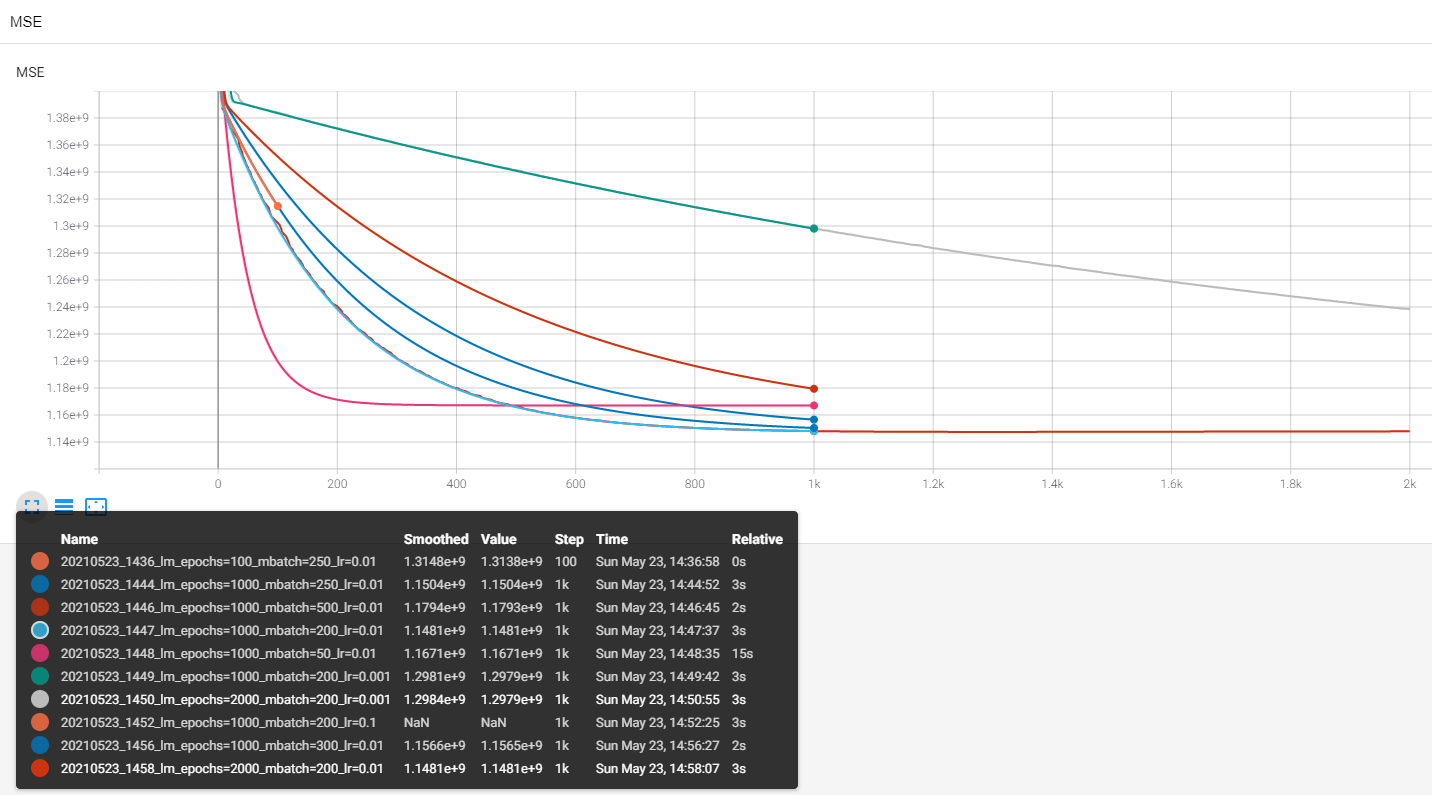 MSE
MSE
1.38e+9
1.36e+9
1.34e+9
1.32e+9
1.3e+9
1.28e+9
1.26e+9
1.24e+9
1.22e+9
1.2e+9
1.18e+9
1.16e+9
1.14e+9
0 200 400 600 800 1k 1.2k 1.4k 1.6k 1.8k 2k
Name Smoothed Value Step Time Relative
20210523_1436_lm_epochs=100_mbatch=250_lr=0.01 1.3148e+9 1.3138e+9 100 Sun May 23, 14:36:58 0s
20210523_1444_lm_epochs=1000_mbatch=250_lr=0.01 1.1504e+9 1.1504e+9 1k Sun May 23, 14:44:52 3s
20210523_1446_lm_epochs=1000_mbatch=500_lr=0.01 1.1794e+9 1.1793e+9 1k Sun May 23, 14:46:45 2s
20210523_1447_lm_epochs=1000_mbatch=200_lr=0.01 1.1481e+9 1.1481e+9 1k Sun May 23, 14:47:37 3s
20210523_1448_lm_epochs=1000_mbatch=50_lr=0.01 1.1671e+9 1.1671e+9 1k Sun May 23, 14:48:35 15s
20210523_1449_lm_epochs=1000_mbatch=200_lr=0.001 1.2981e+9 1.2979e+9 1k Sun May 23, 14:49:42 3s
20210523_1450_lm_epochs=2000_mbatch=200_lr=0.001 1.2984e+9 1.2979e+9 1k Sun May 23, 14:50:55 3s
20210523_1452_lm_epochs=1000_mbatch=200_lr=0.1 NaN NaN 1k Sun May 23, 14:52:25 3s
20210523_1456_lm_epochs=1000_mbatch=300_lr=0.01 1.1566e+9 1.1565e+9 1k Sun May 23, 14:56:27 2s
20210523_1458_lm_epochs=2000_mbatch=200_lr=0.01 1.1481e+9 1.1481e+9 1k Sun May 23, 14:58:07 3s